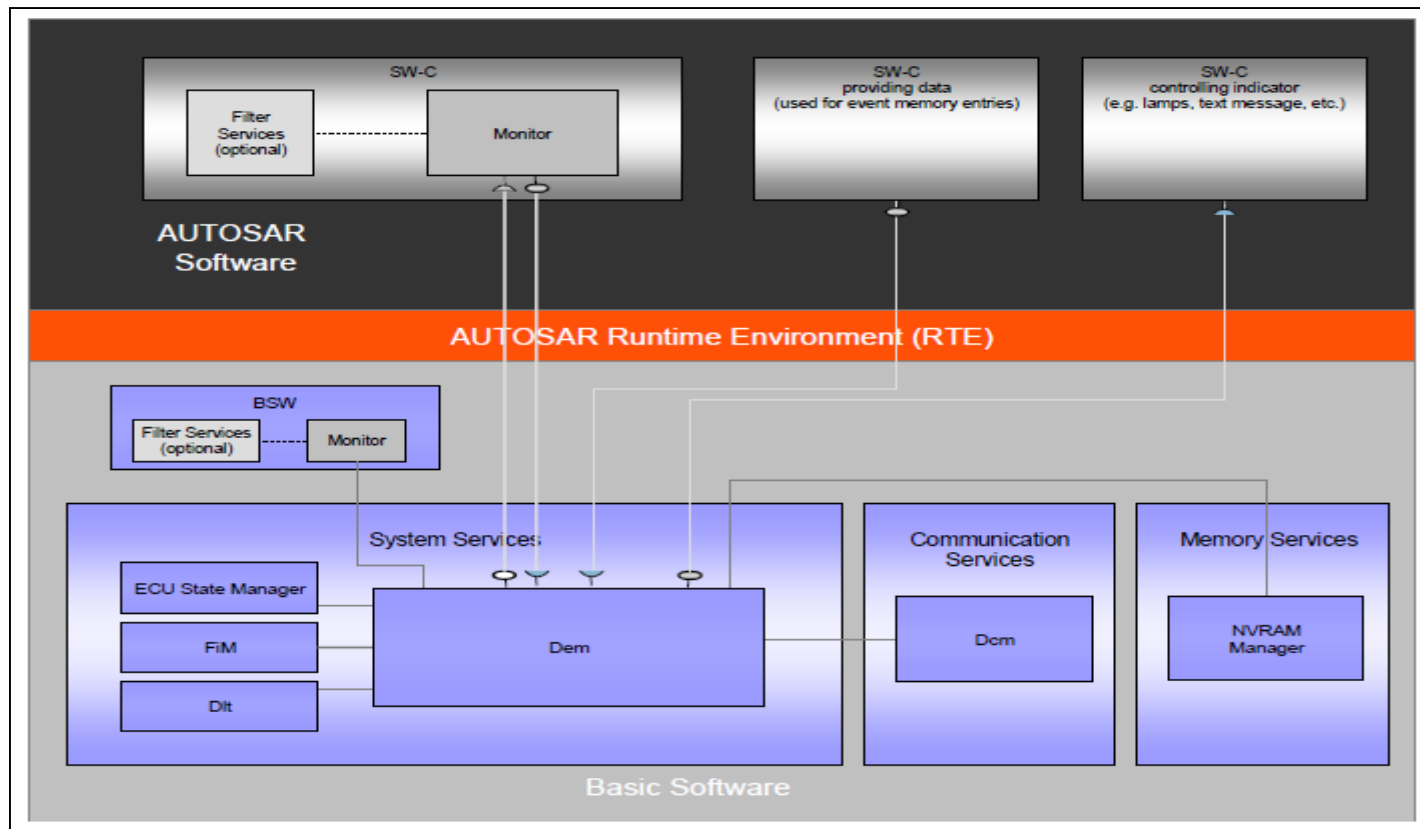 SW-C
Filter
Services
(optional)
Monitor
SW-C
providing data
(used for event memory entries)
SW-C
controlling indicator
(e.g. lamps, text message, etc.)
AUTOSAR
Software
AUTOSAR Runtime Environment (RTE)
BSW
Filter Services
(optional)
Monitor
System Services
ECU State Manager
FiM
Dlt
Dem
Communication
Services
Dcm
Memory Services
NVRAM
Manager
Basic Software